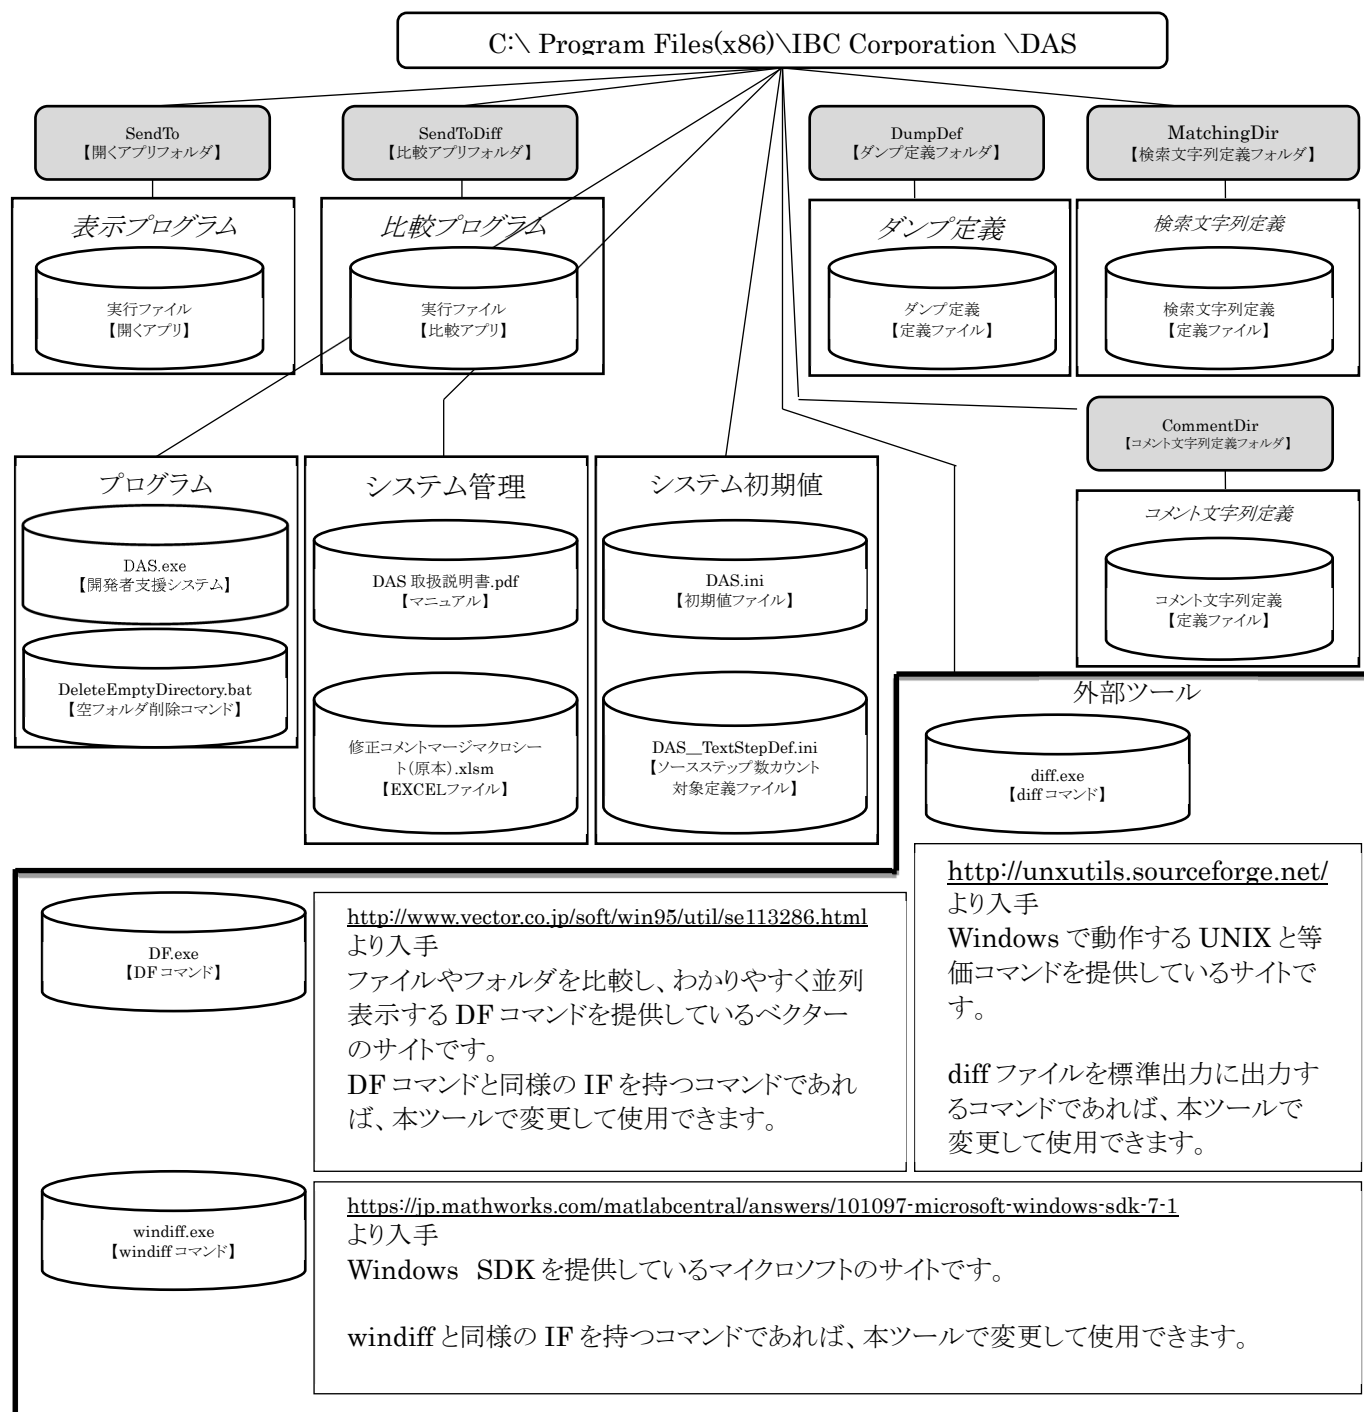 C:\ Program Files(x86)\IBC Corporation \DAS
SendTo
【開くアプリフォルダ】
SendToDiff
【比較アプリフォルダ】
DumpDef
【ダンプ定義フォルダ】
MatchingDir
【検索文字列定義フォルダ】
表示プログラム
実行ファイル
【開くアプリ】
比較プログラム
実行ファイル
【比較アプリ】
ダンプ定義
ダンプ定義
【定義ファイル】
検索文字列定義
検索文字列定義
【定義ファイル】
CommentDir
【コメント文字列定義フォルダ】
コメント文字列定義
コメント文字列定義
【定義ファイル】
プログラム
DAS.exe
【開発者支援システム】
DeleteEmptyDirectory.bat
【空フォルダ削除コマンド】
システム管理
DAS 取扱説明書.pdf
【マニュアル】
修正コメントマージマクロシー
ト(原本).xlsm
【EXCELファイル】
システム初期値
DAS.ini
【初期値ファイル】
DAS__TextStepDef.ini
【ソースステップ数カウント
対象定義ファイル】
外部ツール
diff.exe
【diff コマンド】
http://unxutils.sourceforge.net/
より入手
Windows で動作する UNIX と等
価コマンドを提供しているサイトで
す。
diff ファイルを標準出力に出力す
るコマンドであれば、本ツールで
変更して使用できます。
DF.exe
【DF コマンド】
http://www.vector.co.jp/soft/win95/util/se113286.html
より入手
ファイルやフォルダを比較し、わかりやすく並列
表示する DF コマンドを提供しているベクター
のサイトです。
DF コマンドと同様の IF を持つコマンドであれ
ば、本ツールで変更して使用できます。
windiff.exe
【windiff コマンド】
https://jp.mathworks.com/matlabcentral/answers/101097-microsoft-windows-sdk-7-1
より入手
Windows　SDK を提供しているマイクロソフトのサイトです。
windiff と同様の IF を持つコマンドであれば、本ツールで変更して使用できます。